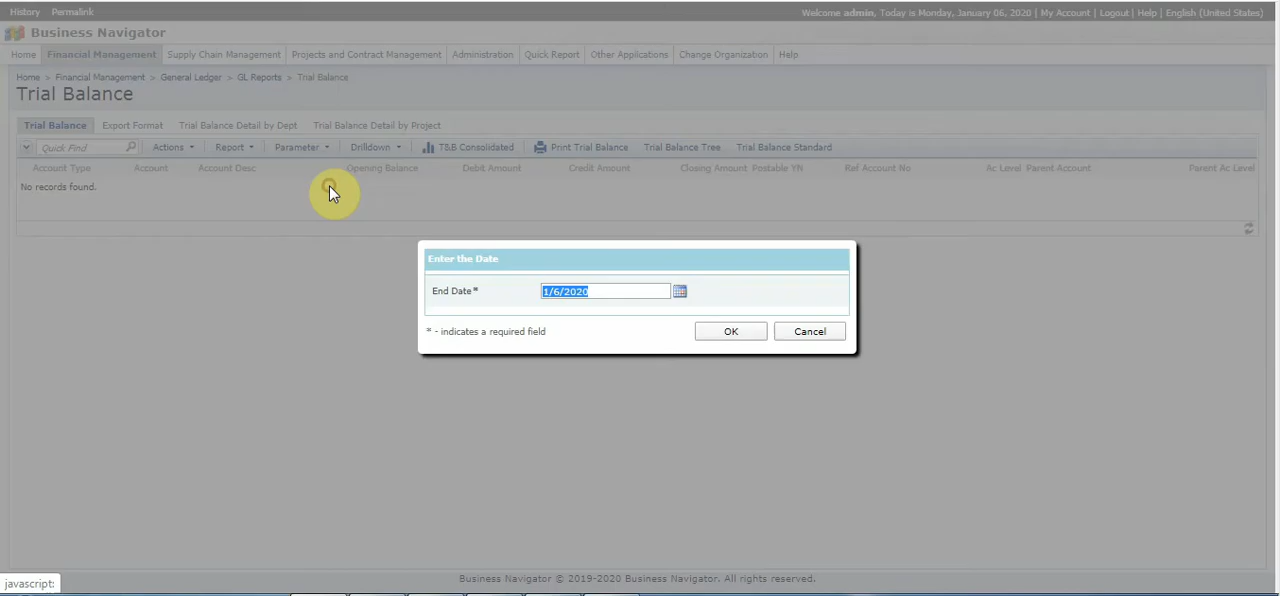 History Permalink Welcome admin, Today is Monday, January 06, 2020 | My Account | Logout | Help | English (United States)
Business Navigator
Home Financial Management Supply Chain Management Projects and Contract Management Administration Quick Report Other Applications Change Organization Help
Home > Financial Management > General Ledger > GL Reports > Trial Balance
Trial Balance
Trial Balance Export Format Trial Balance Detail by Dept Trial Balance Detail by Project
Quick Find Actions Report Parameter Drilldown T&B Consolidated Print Trial Balance Trial Balance Tree Trial Balance Standard
Account Type Account Account Desc Opening Balance Debit Amount Credit Amount Closing Amount Postable YN Ref Account No Ac Level Parent Account Parent Ac Level
No records found.
Enter the Date
End Date* 1/6/2020
* - indicates a required field OK Cancel
Business Navigator © 2019-2020 Business Navigator. All rights reserved.
javascript: